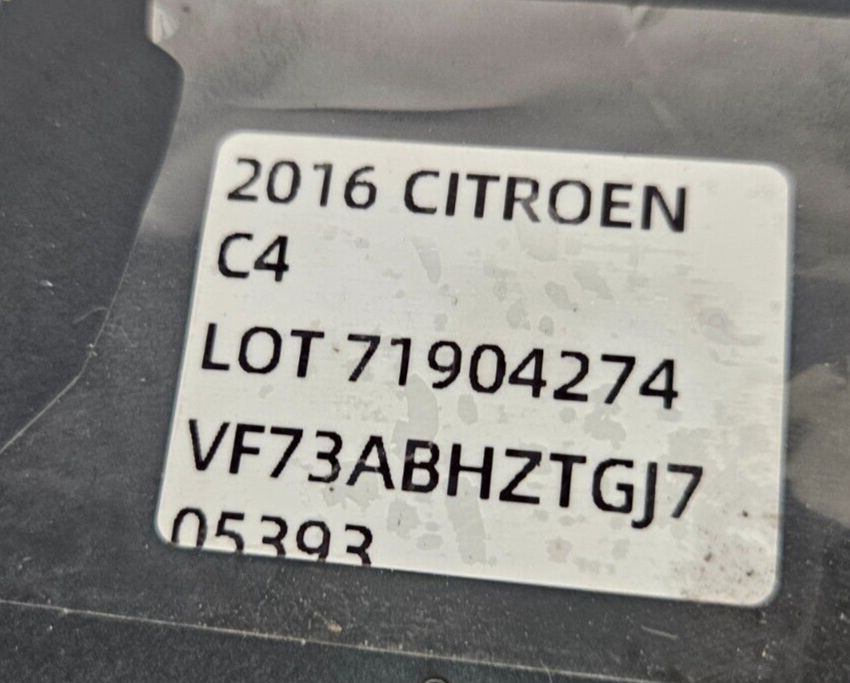 2016 CITROEN
C4
LOT 71904274
VF73ABHZTGJ7
05393